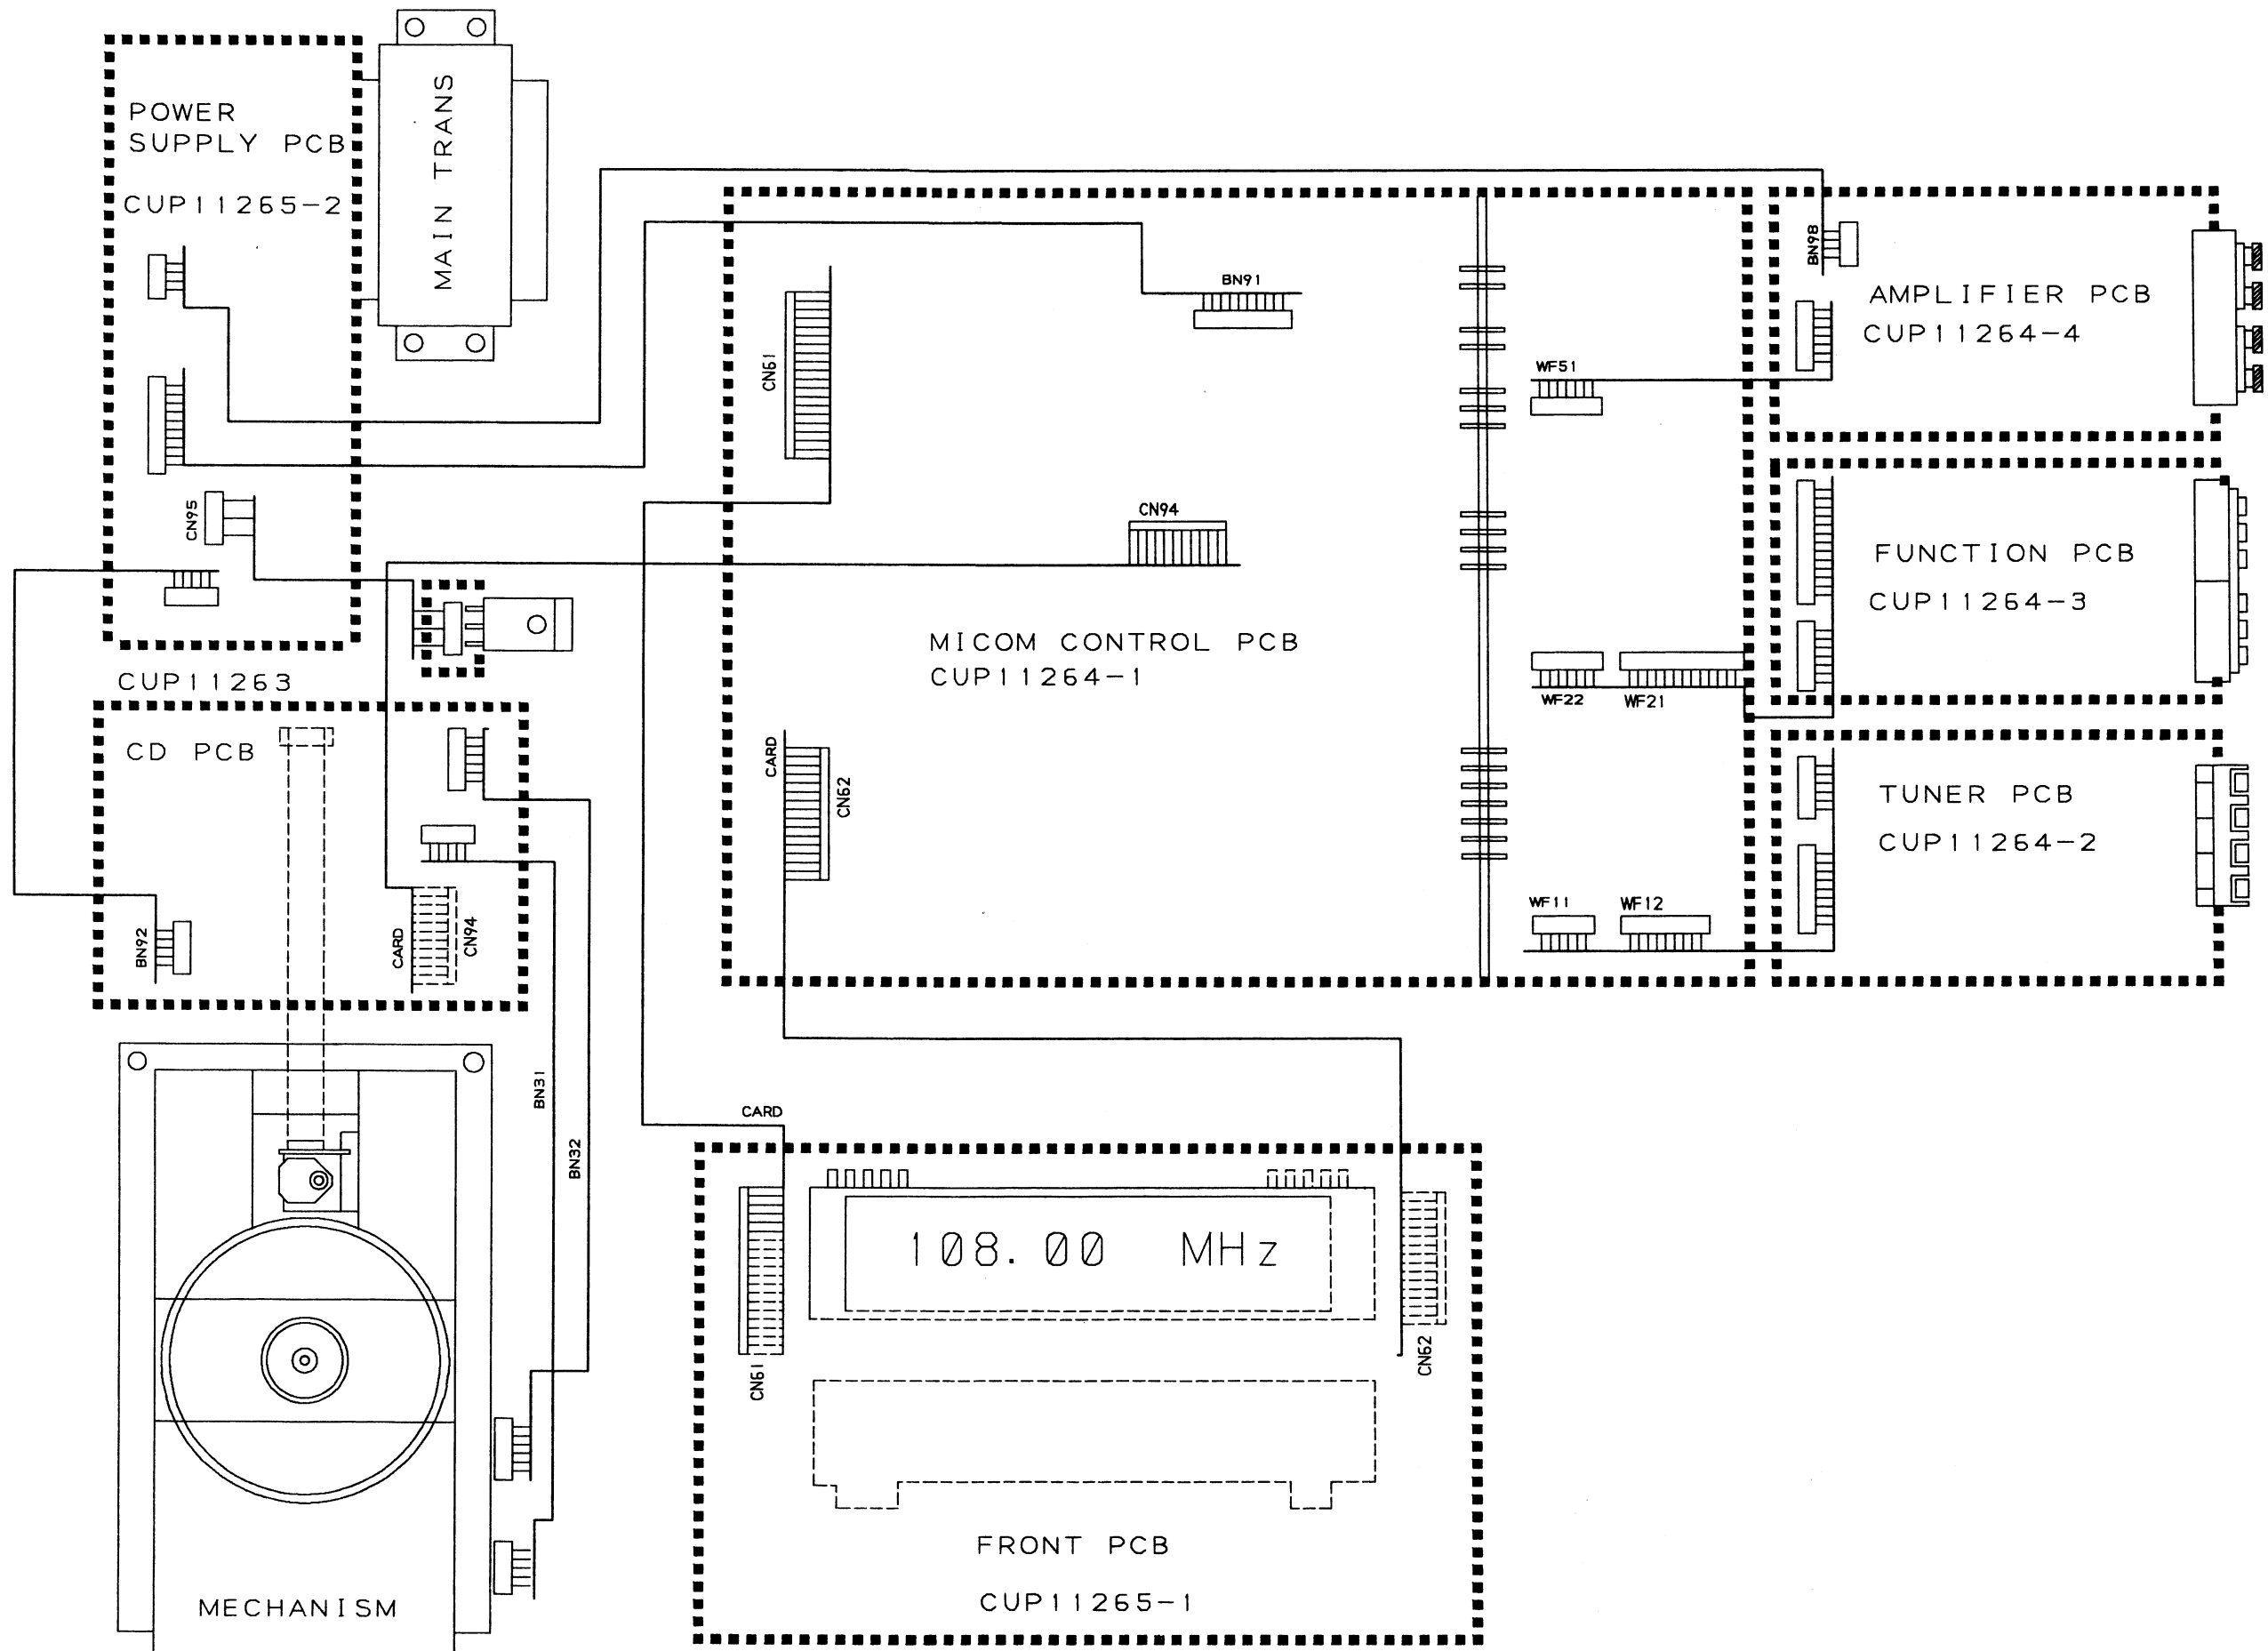 POWER
SUPPLY PCB
CUP11265-2
MAIN TRANS
CN95
CUP11263
CD PCB
BN92
CARD
CN94
BN31
BN32
MECHANISM
CN61
BN91
CN94
MICOM CONTROL PCB
CUP11264-1
CARD
CN62
WF51
WF22
WF21
WF11
WF12
BN98
AMPLIFIER PCB
CUP11264-4
FUNCTION PCB
CUP11264-3
TUNER PCB
CUP11264-2
CARD
CN61
108.00 MHz
CN62
FRONT PCB
CUP11265-1